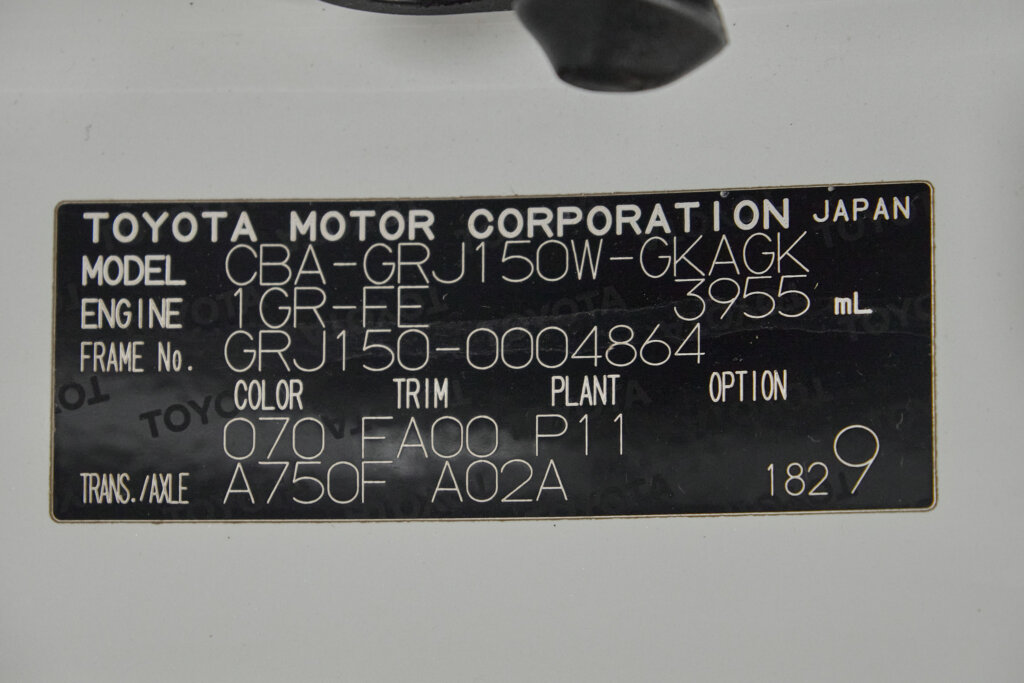 TOYOTA MOTOR CORPORATION JAPAN
MODEL CBA-GRJ150W-GKAGK
ENGINE 1GR-FE 3955 mL
FRAME No. GRJ150-0004864
COLOR TRIM PLANT OPTION
070 FA00 P11
TRANS./AXLE A750F A02A 1829